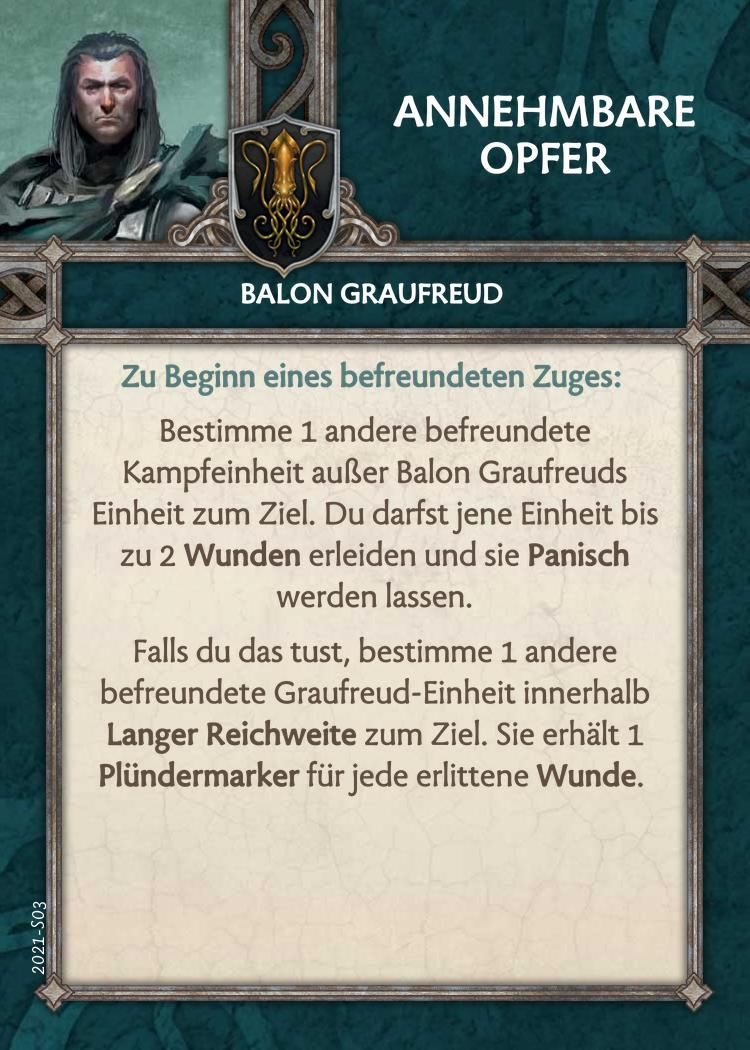 ANNEHMBARE
OPFER
BALON GRAUFREUD
Zu Beginn eines befreundeten Zuges:
Bestimme 1 andere befreundete
Kampfeinheit außer Balon Graufreuds
Einheit zum Ziel. Du darfst jene Einheit bis
zu 2 Wunden erleiden und sie Panisch
werden lassen.
Falls du das tust, bestimme 1 andere
befreundete Graufreud-Einheit innerhalb
Langer Reichweite zum Ziel. Sie erhält 1
Plündermarker für jede erlittene Wunde.
2021-S03